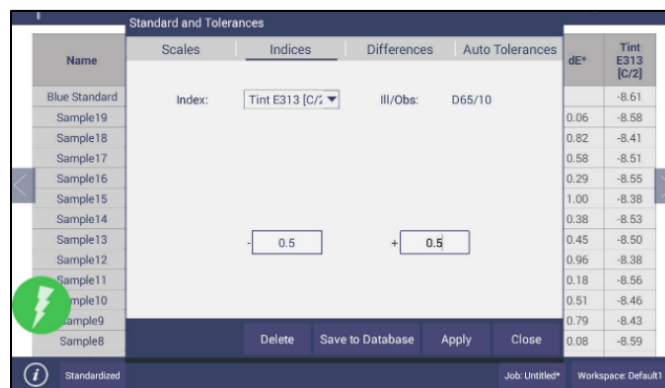 Standard and Tolerances
Scales Indices Differences Auto Tolerances
Name dE* Tint E313 [C/2]
Index: Tint E313 [C/2 Ill/Obs: D65/10
- 0.5 + 0.5
Blue Standard -8.61
Sample19 0.06 -8.58
Sample18 0.82 -8.41
Sample17 0.58 -8.51
Sample16 0.29 -8.55
Sample15 1.00 -8.38
Sample14 0.38 -8.53
Sample13 0.45 -8.50
Sample12 0.96 -8.38
Sample11 0.18 -8.56
mple10 0.51 -8.46
ample9 0.79 -8.43
Sample8 0.08 -8.59
Delete Save to Database Apply Close
Standardized Job: Untitled* Workspace: Default1